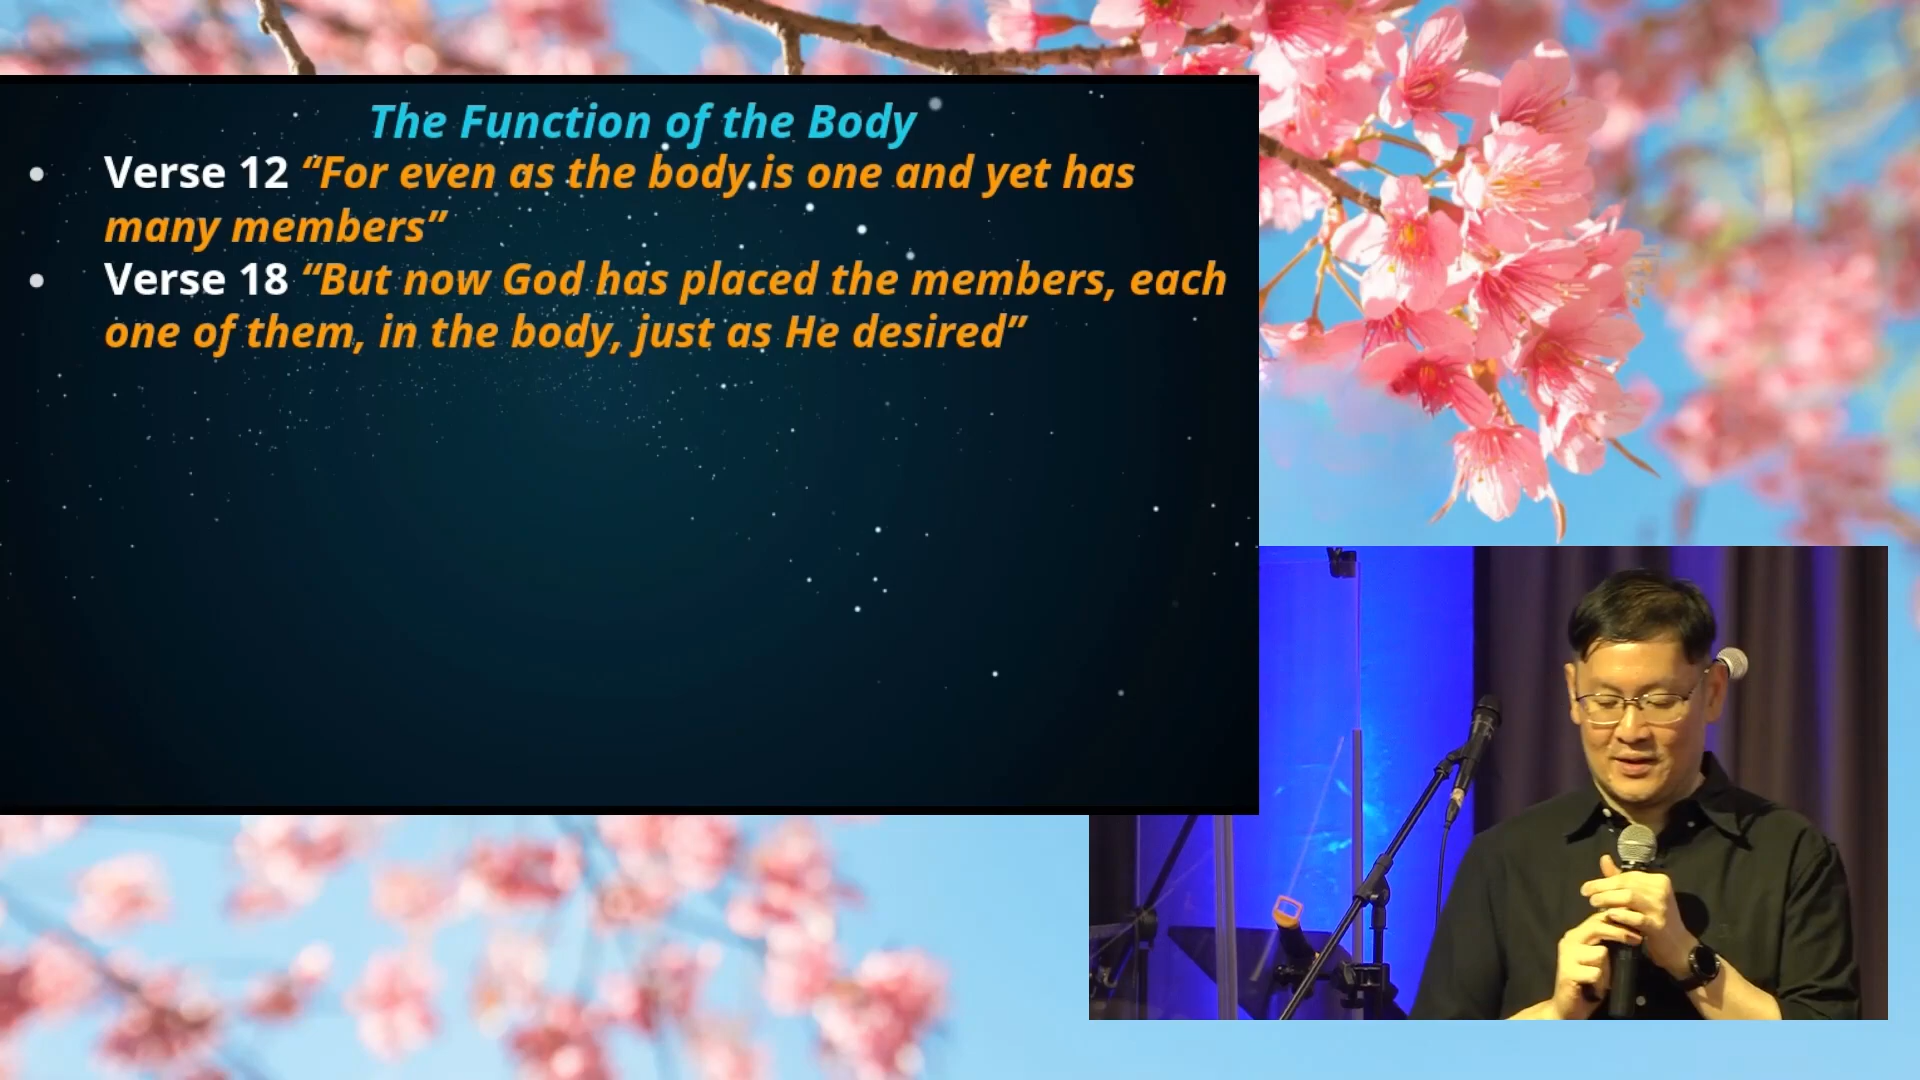 The Function of the Body
• Verse 12 “For even as the body is one and yet has
many members”
• Verse 18 “But now God has placed the members, each
one of them, in the body, just as He desired”